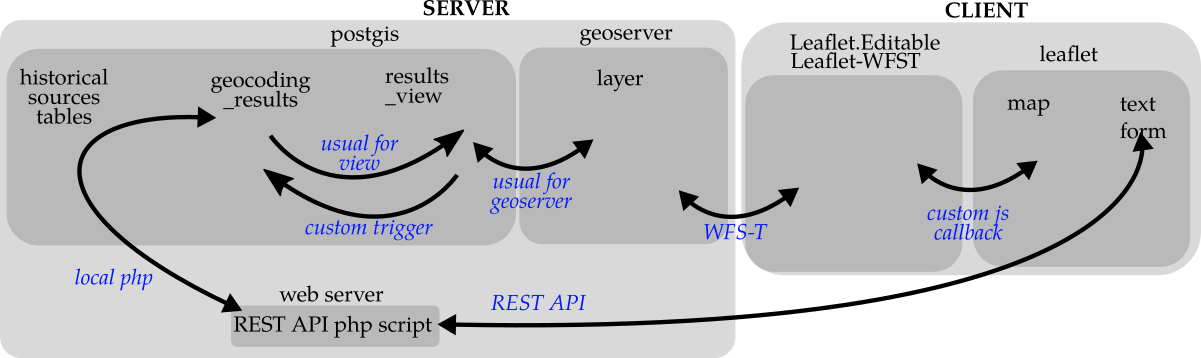 SERVER
CLIENT
postgis
geoserver
Leaflet.Editable
Leaflet-WFST
leaflet
historical
sources
tables
geocoding
_results
results
_view
layer
map
text
form
usual for
view
custom trigger
usual for
geoserver
WFS-T
custom js
callback
local php
web server
REST API php script
REST API